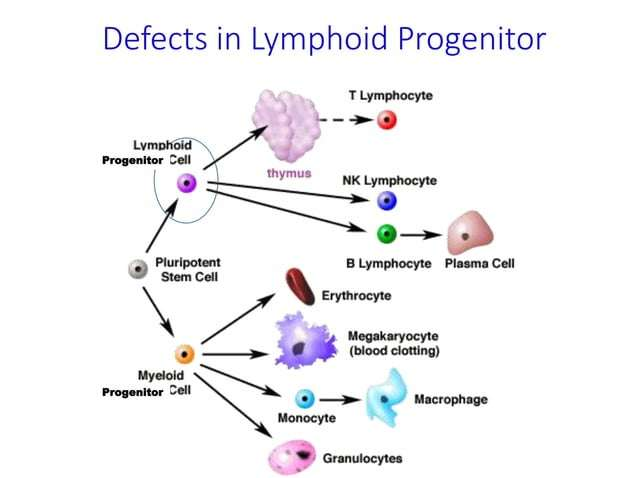 Defects in Lymphoid Progenitor
T Lymphocyte
Lymphoid
Progenitor Cell
thymus
NK Lymphocyte
B Lymphocyte
Plasma Cell
Pluripotent
Stem Cell
Erythrocyte
Megakaryocyte
(blood clotting)
Myeloid
Progenitor Cell
Macrophage
Monocyte
Granulocytes